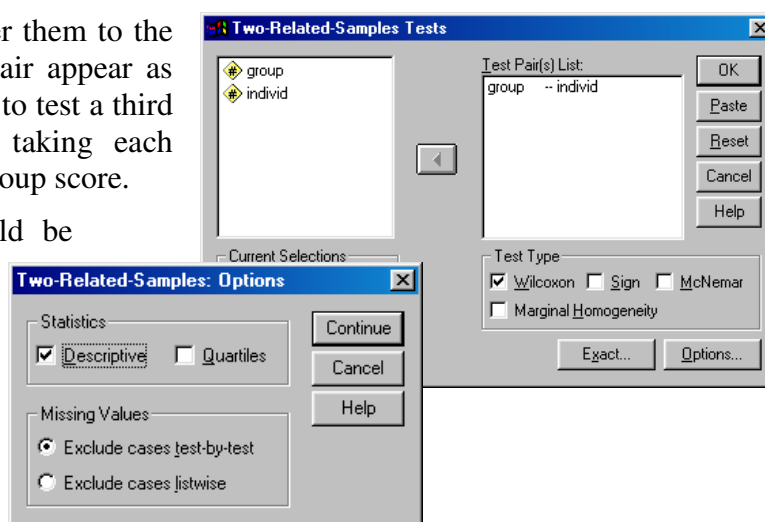 er them to the
air appear as
to test a third
taking each
oup score.
ld be
Two-Related-Samples Tests
group
individ
Test Pair(s) List:
group -- individ
OK
Paste
Reset
Cancel
Help
Current Selections
Test Type
Wilcoxon Sign McNemar
Marginal Homogeneity
Exact... Options...
Two-Related-Samples: Options
Statistics
Descriptive Quartiles
Continue
Cancel
Help
Missing Values
Exclude cases test-by-test
Exclude cases listwise